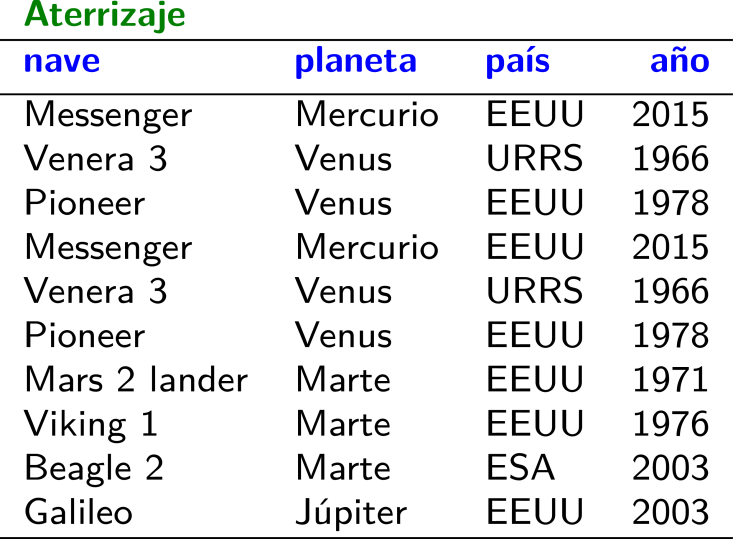 Aterrizaje
nave planeta país año
Messenger Mercurio EEUU 2015
Venera 3 Venus URRS 1966
Pioneer Venus EEUU 1978
Messenger Mercurio EEUU 2015
Venera 3 Venus URRS 1966
Pioneer Venus EEUU 1978
Mars 2 lander Marte EEUU 1971
Viking 1 Marte EEUU 1976
Beagle 2 Marte ESA 2003
Galileo Júpiter EEUU 2003